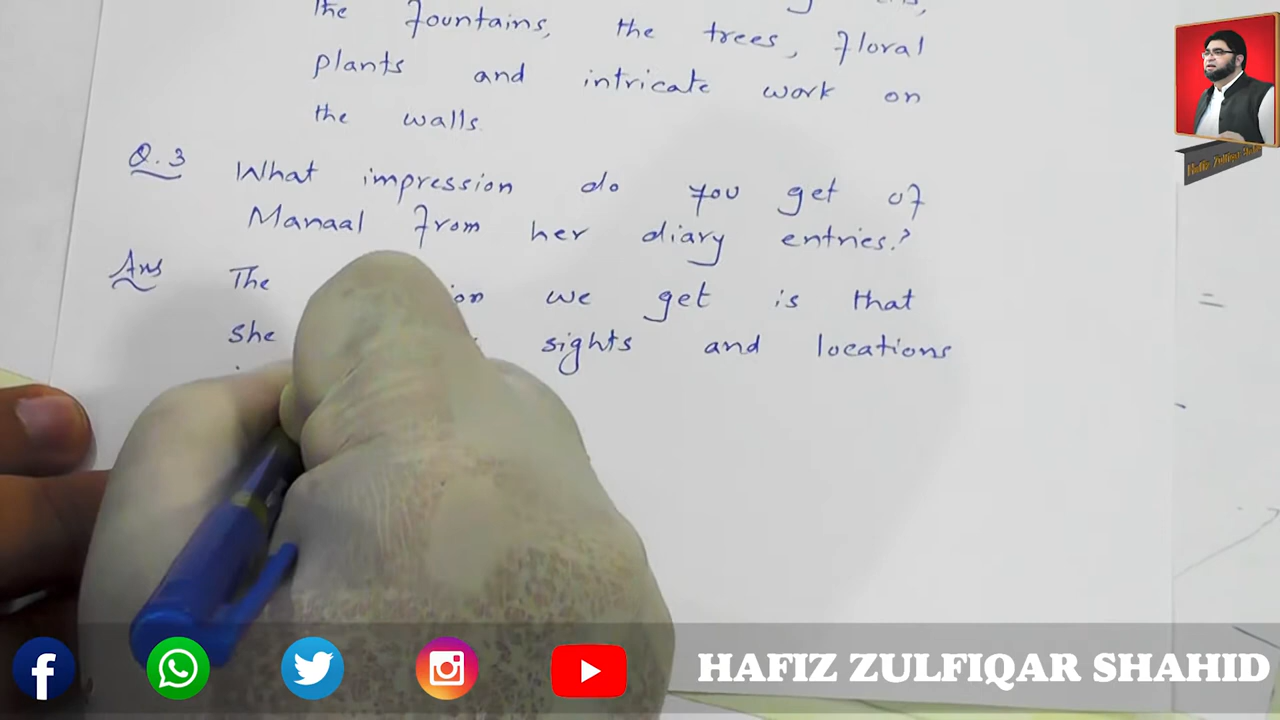 the fountains, the trees, floral
plants and intricate work on
the walls.
Q.3 What impression do you get of
Manaal from her diary entries?
Ans The we get is that
she sights and locations
HAFIZ ZULFIQAR SHAHID